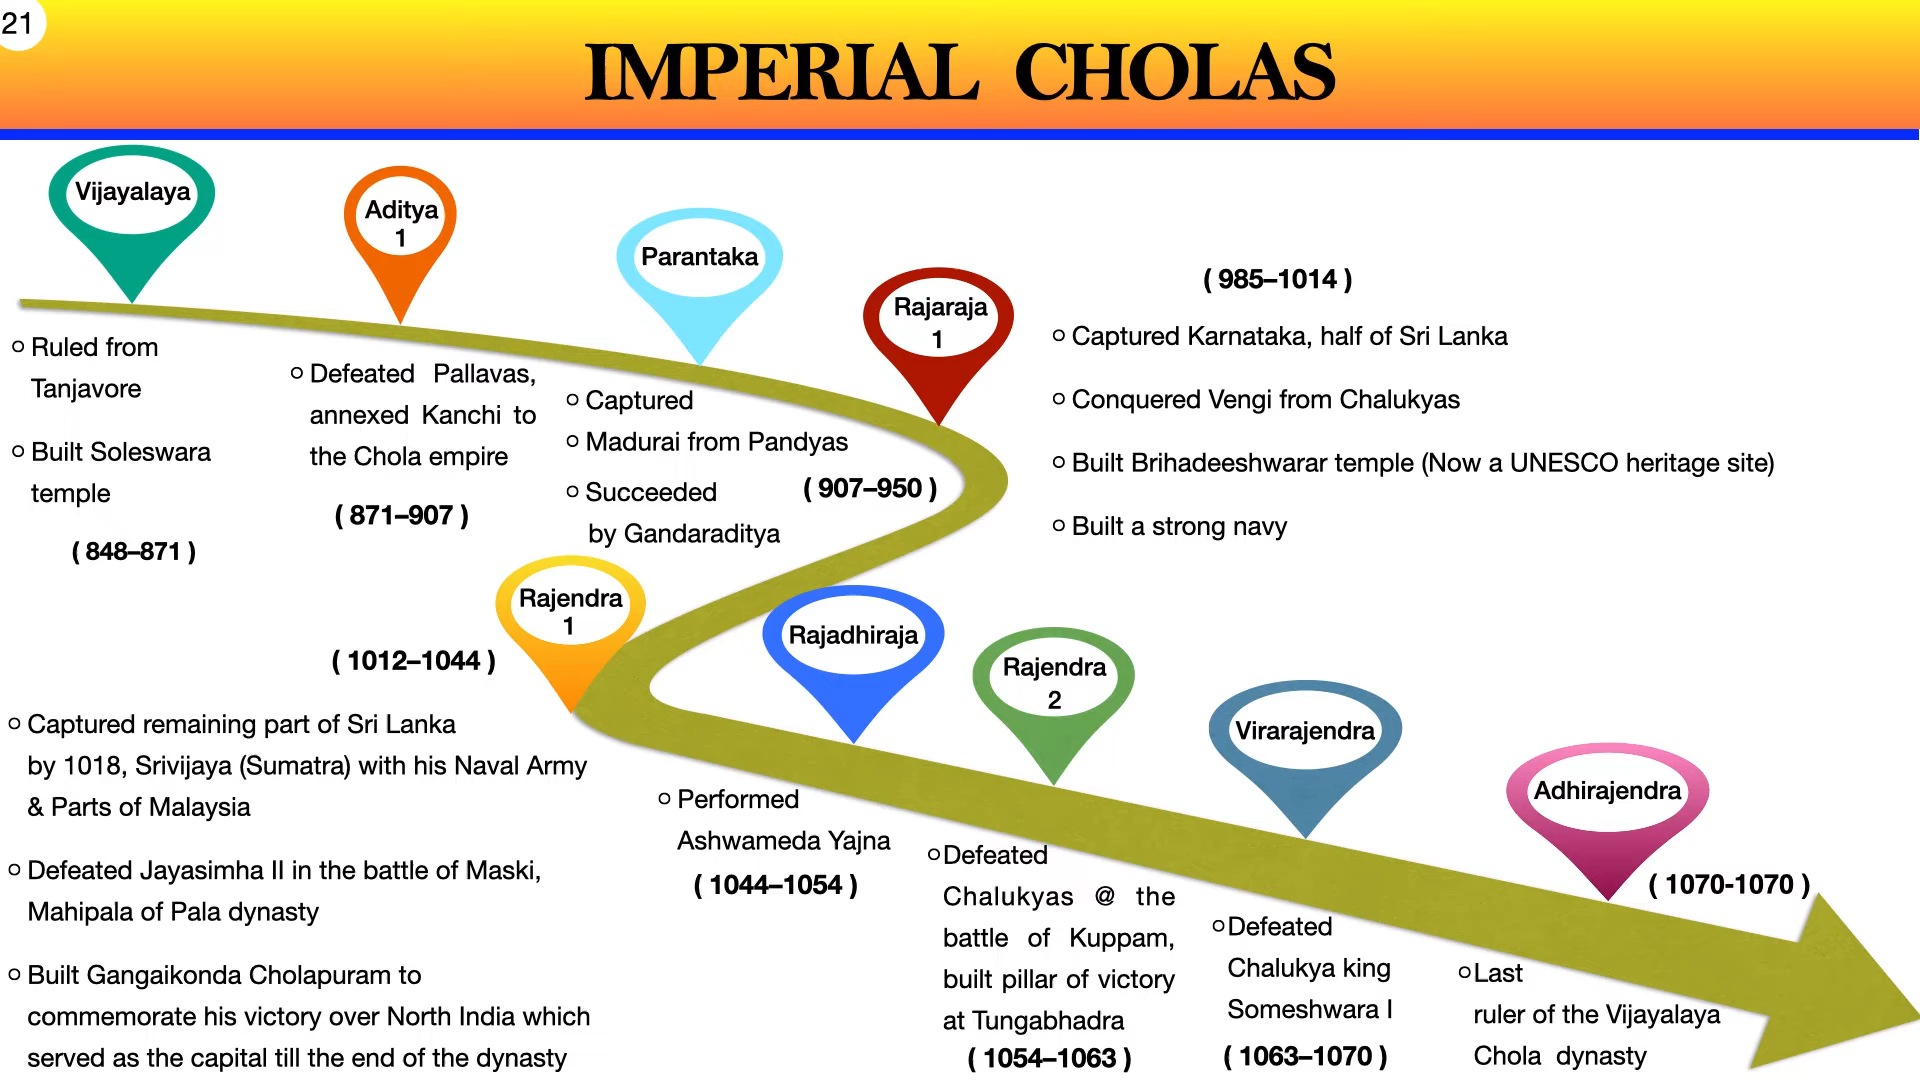 21
IMPERIAL CHOLAS
Vijayalaya
○ Ruled from
Tanjavore
○ Built Soleswara
temple
( 848–871 )
Aditya
1
○ Defeated Pallavas,
annexed Kanchi to
the Chola empire
( 871–907 )
Parantaka
○ Captured
○ Madurai from Pandyas
○ Succeeded
by Gandaraditya
( 907–950 )
Rajaraja
1
( 985–1014 )
○ Captured Karnataka, half of Sri Lanka
○ Conquered Vengi from Chalukyas
○ Built Brihadeeshwarar temple (Now a UNESCO heritage site)
○ Built a strong navy
Rajendra
1
( 1012–1044 )
○ Captured remaining part of Sri Lanka
by 1018, Srivijaya (Sumatra) with his Naval Army
& Parts of Malaysia
○ Defeated Jayasimha II in the battle of Maski,
Mahipala of Pala dynasty
○ Built Gangaikonda Cholapuram to
commemorate his victory over North India which
served as the capital till the end of the dynasty
Rajadhiraja
○ Performed
Ashwameda Yajna
( 1044–1054 )
Rajendra
2
○ Defeated
Chalukyas @ the
battle of Kuppam,
built pillar of victory
at Tungabhadra
( 1054–1063 )
Virarajendra
○ Defeated
Chalukya king
Someshwara I
( 1063–1070 )
Adhirajendra
( 1070-1070 )
○ Last
ruler of the Vijayalaya
Chola dynasty